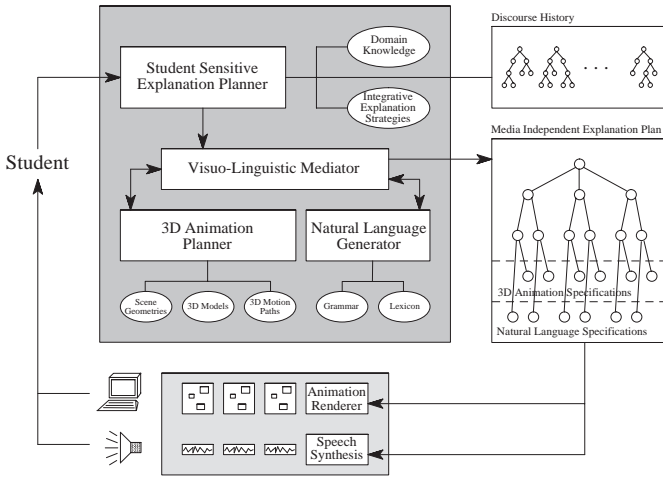 Discourse History
Domain
Knowledge
Student Sensitive
Explanation Planner
. . .
Integrative
Explanation
Strategies
Media Independent Explanation Plan
Student
Visuo-Linguistic Mediator
3D Animation
Planner
Natural Language
Generator
Scene
Geometries
3D Models
3D Motion
Paths
Grammar
Lexicon
3D Animation Specifications
Natural Language Specifications
Animation
Renderer
Speech
Synthesis